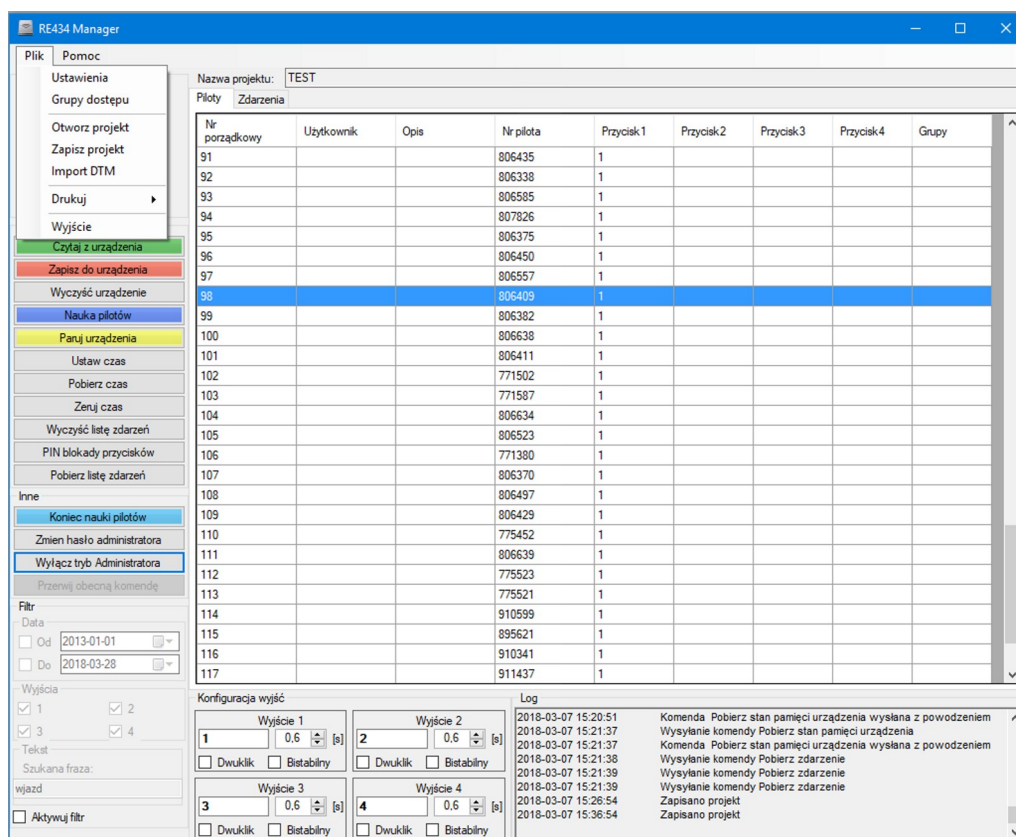 RE434 Manager
Plik Pomoc
Ustawienia
Grupy dostępu
Otworz projekt
Zapisz projekt
Import DTM
Drukuj
Wyjście
Czytaj z urządzenia
Zapisz do urządzenia
Wyczyść urządzenie
Nauka pilotów
Paruj urządzenia
Ustaw czas
Pobierz czas
Zeruj czas
Wyczyść listę zdarzeń
PIN blokady przycisków
Pobierz listę zdarzeń
Inne
Koniec nauki pilotów
Zmien hasło administratora
Wyłącz tryb Administratora
Przerwij obecną komendę
Filtr
Data
Od 2013-01-01
Do 2018-03-28
Wyjścia
1 2
3 4
Tekst
Szukana fraza:
wjazd
Aktywuj filtr
Nazwa projektu: TEST
Piloty Zdarzenia
Nr porządkowy Użytkownik Opis Nr pilota Przycisk1 Przycisk2 Przycisk3 Przycisk4 Grupy
91 806435 1
92 806338 1
93 806585 1
94 807826 1
95 806375 1
96 806450 1
97 806557 1
98 806409 1
99 806382 1
100 806638 1
101 806411 1
102 771502 1
103 771587 1
104 806634 1
105 806523 1
106 771380 1
107 806370 1
108 806497 1
109 806429 1
110 775452 1
111 806639 1
112 775523 1
113 775521 1
114 910599 1
115 895621 1
116 910341 1
117 911437 1
Konfiguracja wyjść
Wyjście 1
1 0,6 [s]
Dwuklik Bistabilny
Wyjście 2
2 0,6 [s]
Dwuklik Bistabilny
Wyjście 3
3 0,6 [s]
Dwuklik Bistabilny
Wyjście 4
4 0,6 [s]
Dwuklik Bistabilny
Log
2018-03-07 15:20:51 Komenda Pobierz stan pamięci urządzenia wysłana z powodzeniem
2018-03-07 15:21:37 Wysyłanie komendy Pobierz stan pamięci urządzenia
2018-03-07 15:21:37 Komenda Pobierz stan pamięci urządzenia wysłana z powodzeniem
2018-03-07 15:21:38 Wysyłanie komendy Pobierz zdarzenie
2018-03-07 15:21:39 Wysyłanie komendy Pobierz zdarzenie
2018-03-07 15:21:39 Wysyłanie komendy Pobierz zdarzenie
2018-03-07 15:26:54 Zapisano projekt
2018-03-07 15:36:54 Zapisano projekt